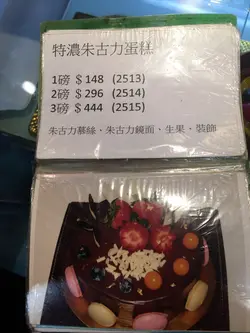 特濃朱古力蛋糕
1磅 $148 (2513)
2磅 $296 (2514)
3磅 $444 (2515)
朱古力慕絲、朱古力鏡面、生果、裝飾